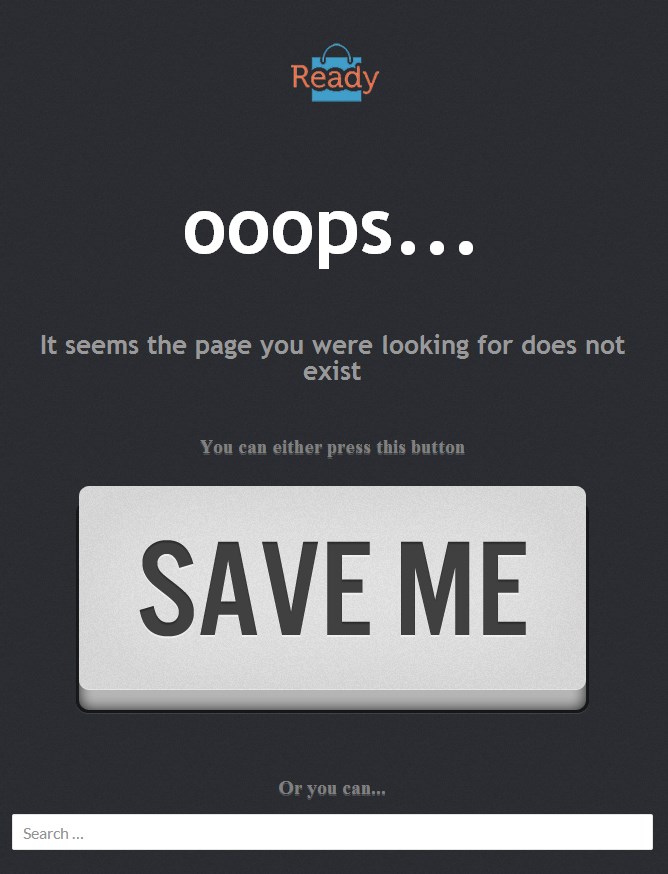 Ready
ooops...
It seems the page you were looking for does not
exist
You can either press this button
SAVE ME
Or you can...
Search ...